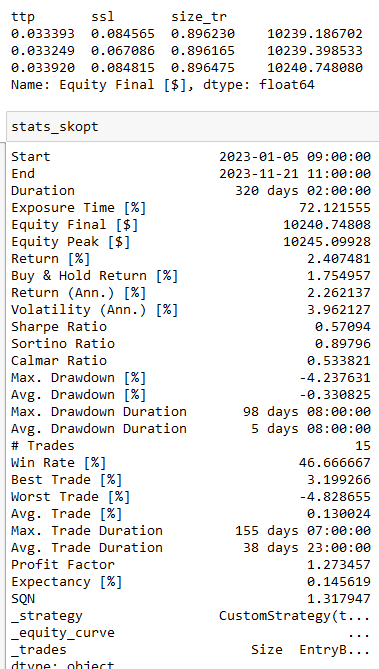 ttp ssl size_tr
0.033393 0.084565 0.896230 10239.186702
0.033249 0.067086 0.896165 10239.398533
0.033920 0.084815 0.896475 10240.748080
Name: Equity Final [$], dtype: float64
stats_skopt
Start 2023-01-05 09:00:00
End 2023-11-21 11:00:00
Duration 320 days 02:00:00
Exposure Time [%] 72.121555
Equity Final [$] 10240.74808
Equity Peak [$] 10245.09928
Return [%] 2.407481
Buy & Hold Return [%] 1.754957
Return (Ann.) [%] 2.262137
Volatility (Ann.) [%] 3.962127
Sharpe Ratio 0.57094
Sortino Ratio 0.89796
Calmar Ratio 0.533821
Max. Drawdown [%] -4.237631
Avg. Drawdown [%] -0.330825
Max. Drawdown Duration 98 days 08:00:00
Avg. Drawdown Duration 5 days 08:00:00
# Trades 15
Win Rate [%] 46.666667
Best Trade [%] 3.199266
Worst Trade [%] -4.828655
Avg. Trade [%] 0.130024
Max. Trade Duration 155 days 07:00:00
Avg. Trade Duration 38 days 23:00:00
Profit Factor 1.273457
Expectancy [%] 0.145619
SQN 1.317947
_strategy CustomStrategy(t...
_equity_curve ...
_trades Size EntryB...
dtype: object